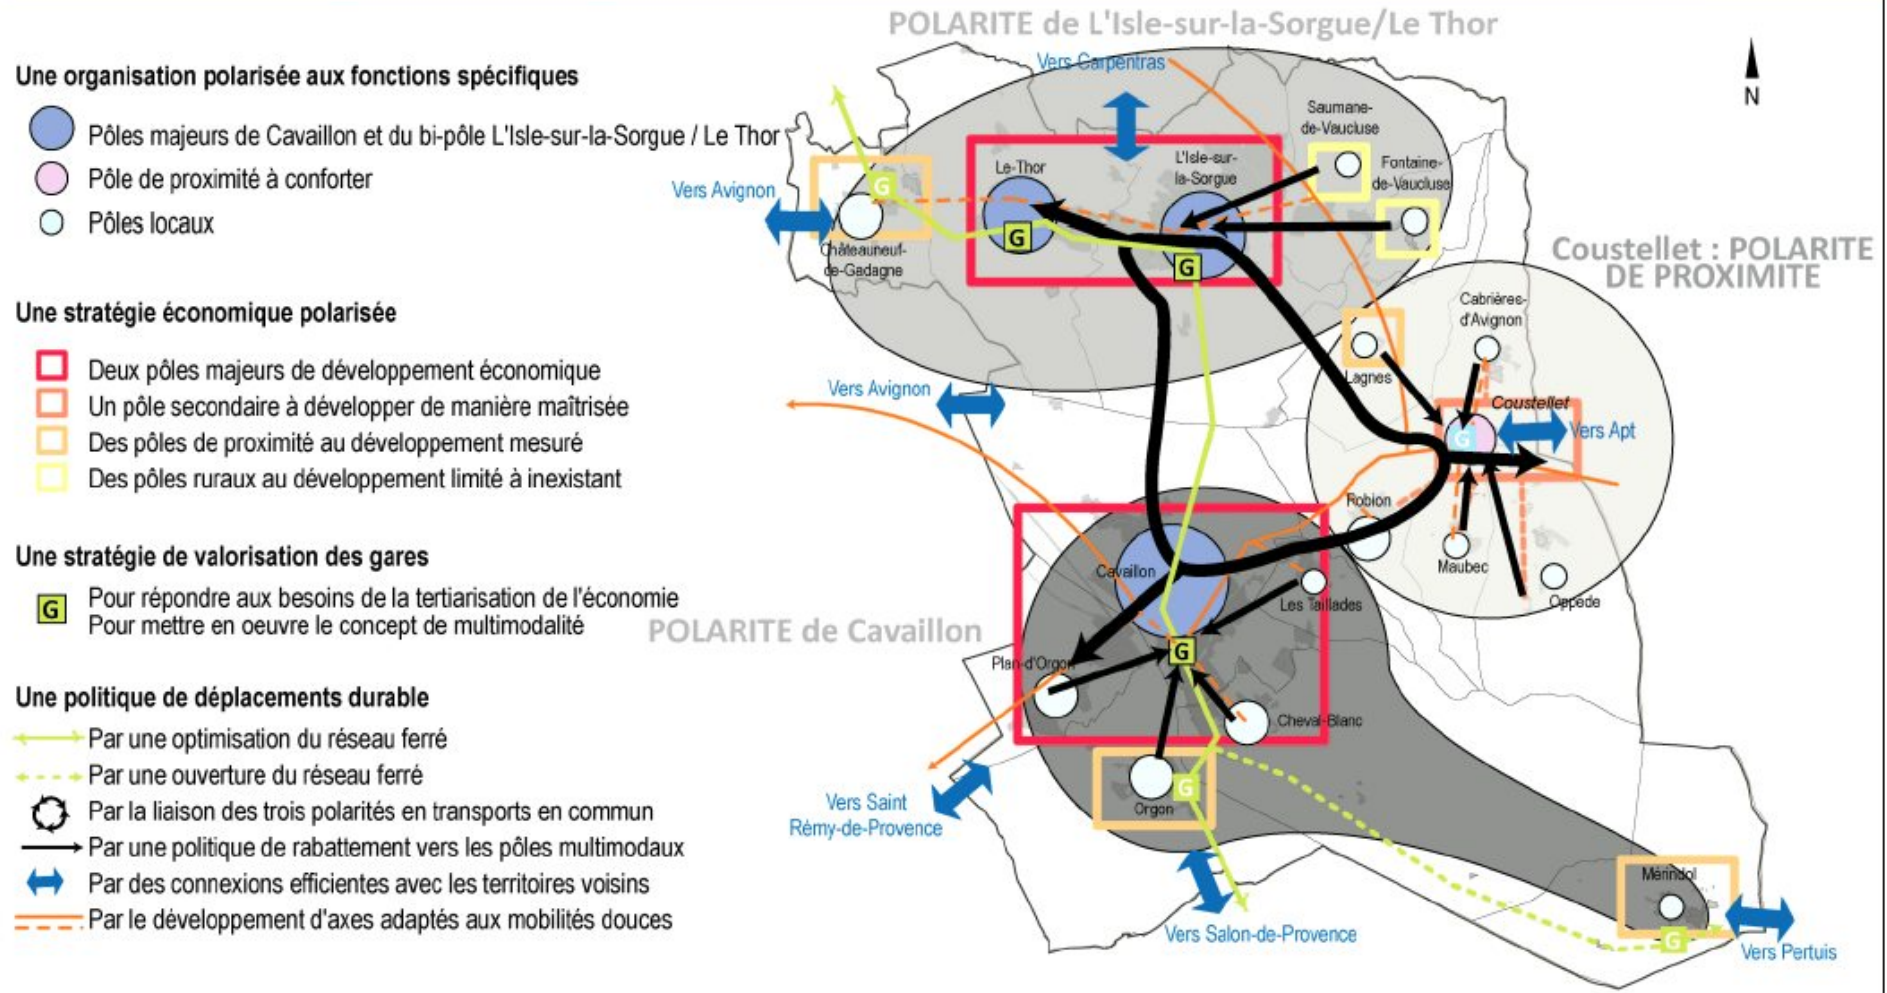 POLARITE de L'Isle-sur-la-Sorgue/Le Thor
Une organisation polarisée aux fonctions spécifiques
Pôles majeurs de Cavaillon et du bi-pôle L'Isle-sur-la-Sorgue / Le Thor
Pôle de proximité à conforter
Pôles locaux
Une stratégie économique polarisée
Deux pôles majeurs de développement économique
Un pôle secondaire à développer de manière maîtrisée
Des pôles de proximité au développement mesuré
Des pôles ruraux au développement limité à inexistant
Une stratégie de valorisation des gares
G
Pour répondre aux besoins de la tertiarisation de l'économie
Pour mettre en oeuvre le concept de multimodalité
Une politique de déplacements durable
Par une optimisation du réseau ferré
Par une ouverture du réseau ferré
Par la liaison des trois polarités en transports en commun
Par une politique de rabattement vers les pôles multimodaux
Par des connexions efficientes avec les territoires voisins
Par le développement d'axes adaptés aux mobilités douces
Vers Carpentras
N
Saumane-
de-Vaucluse
Fontaine-
de-Vaucluse
L'Isle-sur-
la-Sorgue
Le-Thor
Vers Avignon
G
G
G
Châteauneuf-
de-Gadagne
Coustellet : POLARITE
DE PROXIMITE
Cabrières-
d'Avignon
Lagnes
Vers Avignon
Coustellet
G
Vers Apt
Robion
Maubec
Oppede
Cavaillon
Les Taillades
POLARITE de Cavaillon
G
Plan-d'Orgon
Cheval-Blanc
G
Orgon
Vers Saint
Rémy-de-Provence
Mérindol
G
Vers Salon-de-Provence
Vers Pertuis